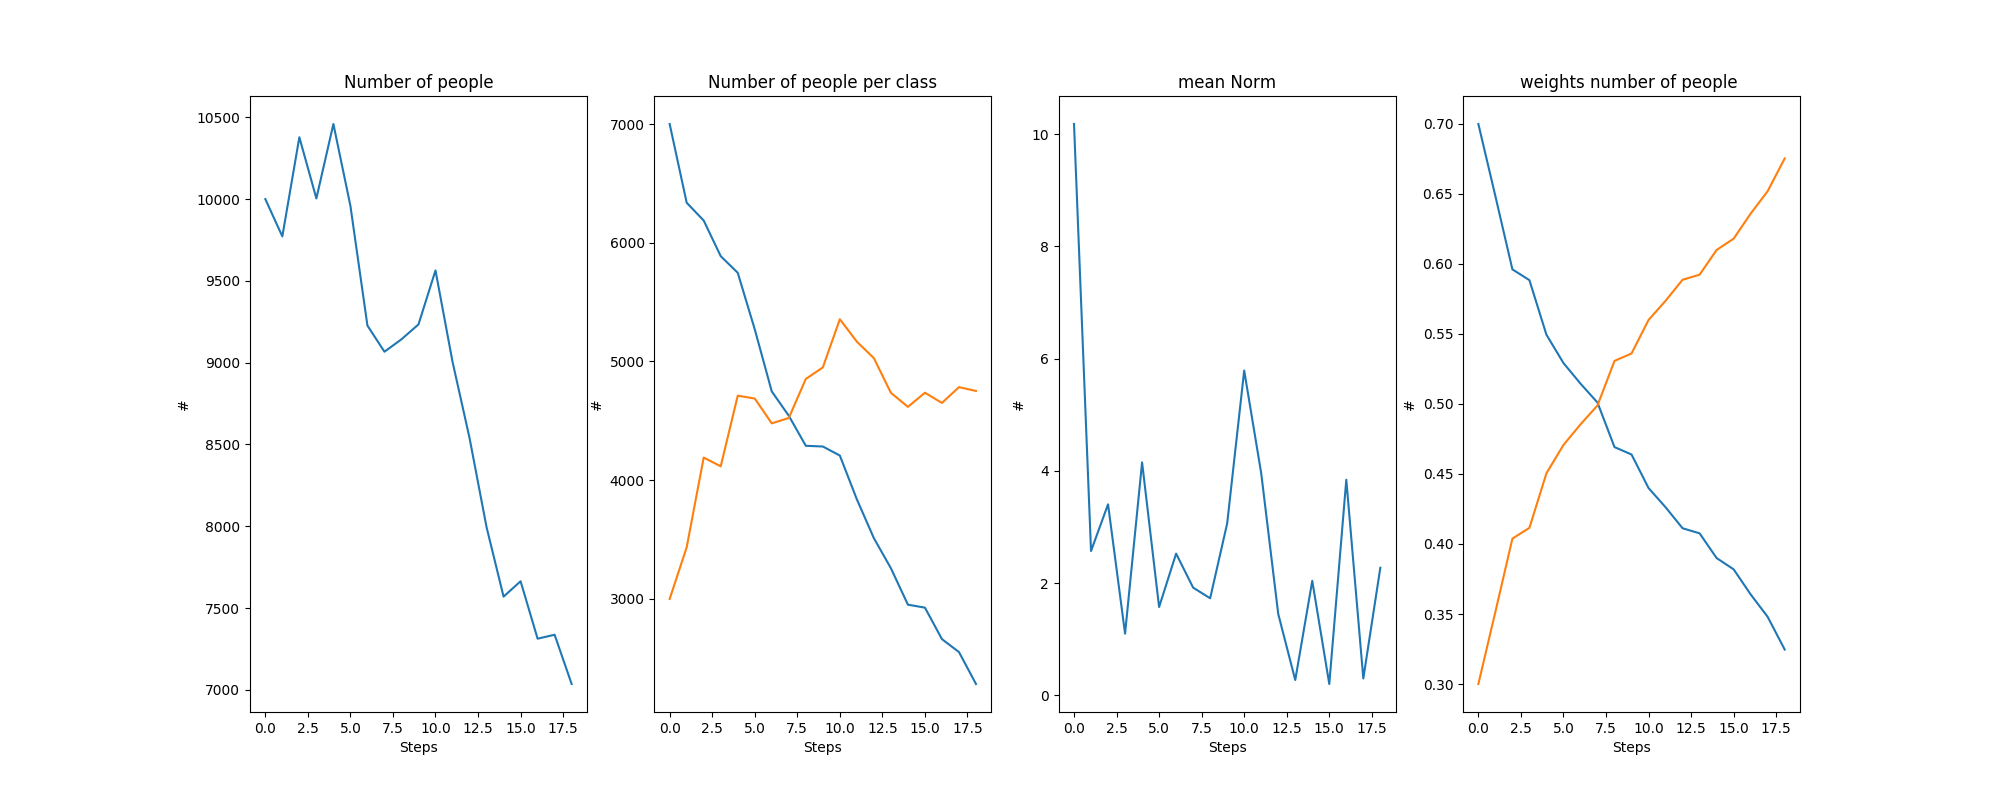 Number of people
10500
10000
9500
9000
8500
8000
7500
7000
#
0.0 2.5 5.0 7.5 10.0 12.5 15.0 17.5
Steps
Number of people per class
7000
6000
5000
4000
3000
#
0.0 2.5 5.0 7.5 10.0 12.5 15.0 17.5
Steps
mean Norm
10
8
6
4
2
0
#
0.0 2.5 5.0 7.5 10.0 12.5 15.0 17.5
Steps
weights number of people
0.70
0.65
0.60
0.55
0.50
0.45
0.40
0.35
0.30
#
0.0 2.5 5.0 7.5 10.0 12.5 15.0 17.5
Steps